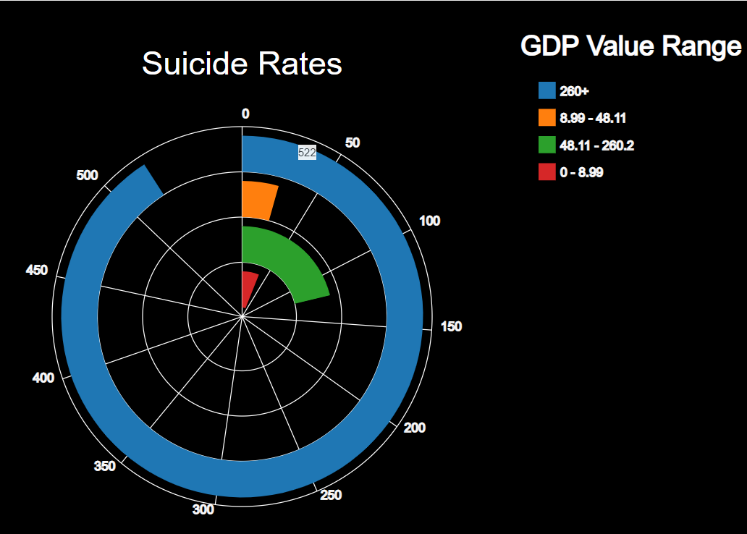 GDP Value Range
Suicide Rates
260+
8.99 - 48.11
48.11 - 260.2
0 - 8.99
0
50
522
100
150
200
250
300
350
400
450
500